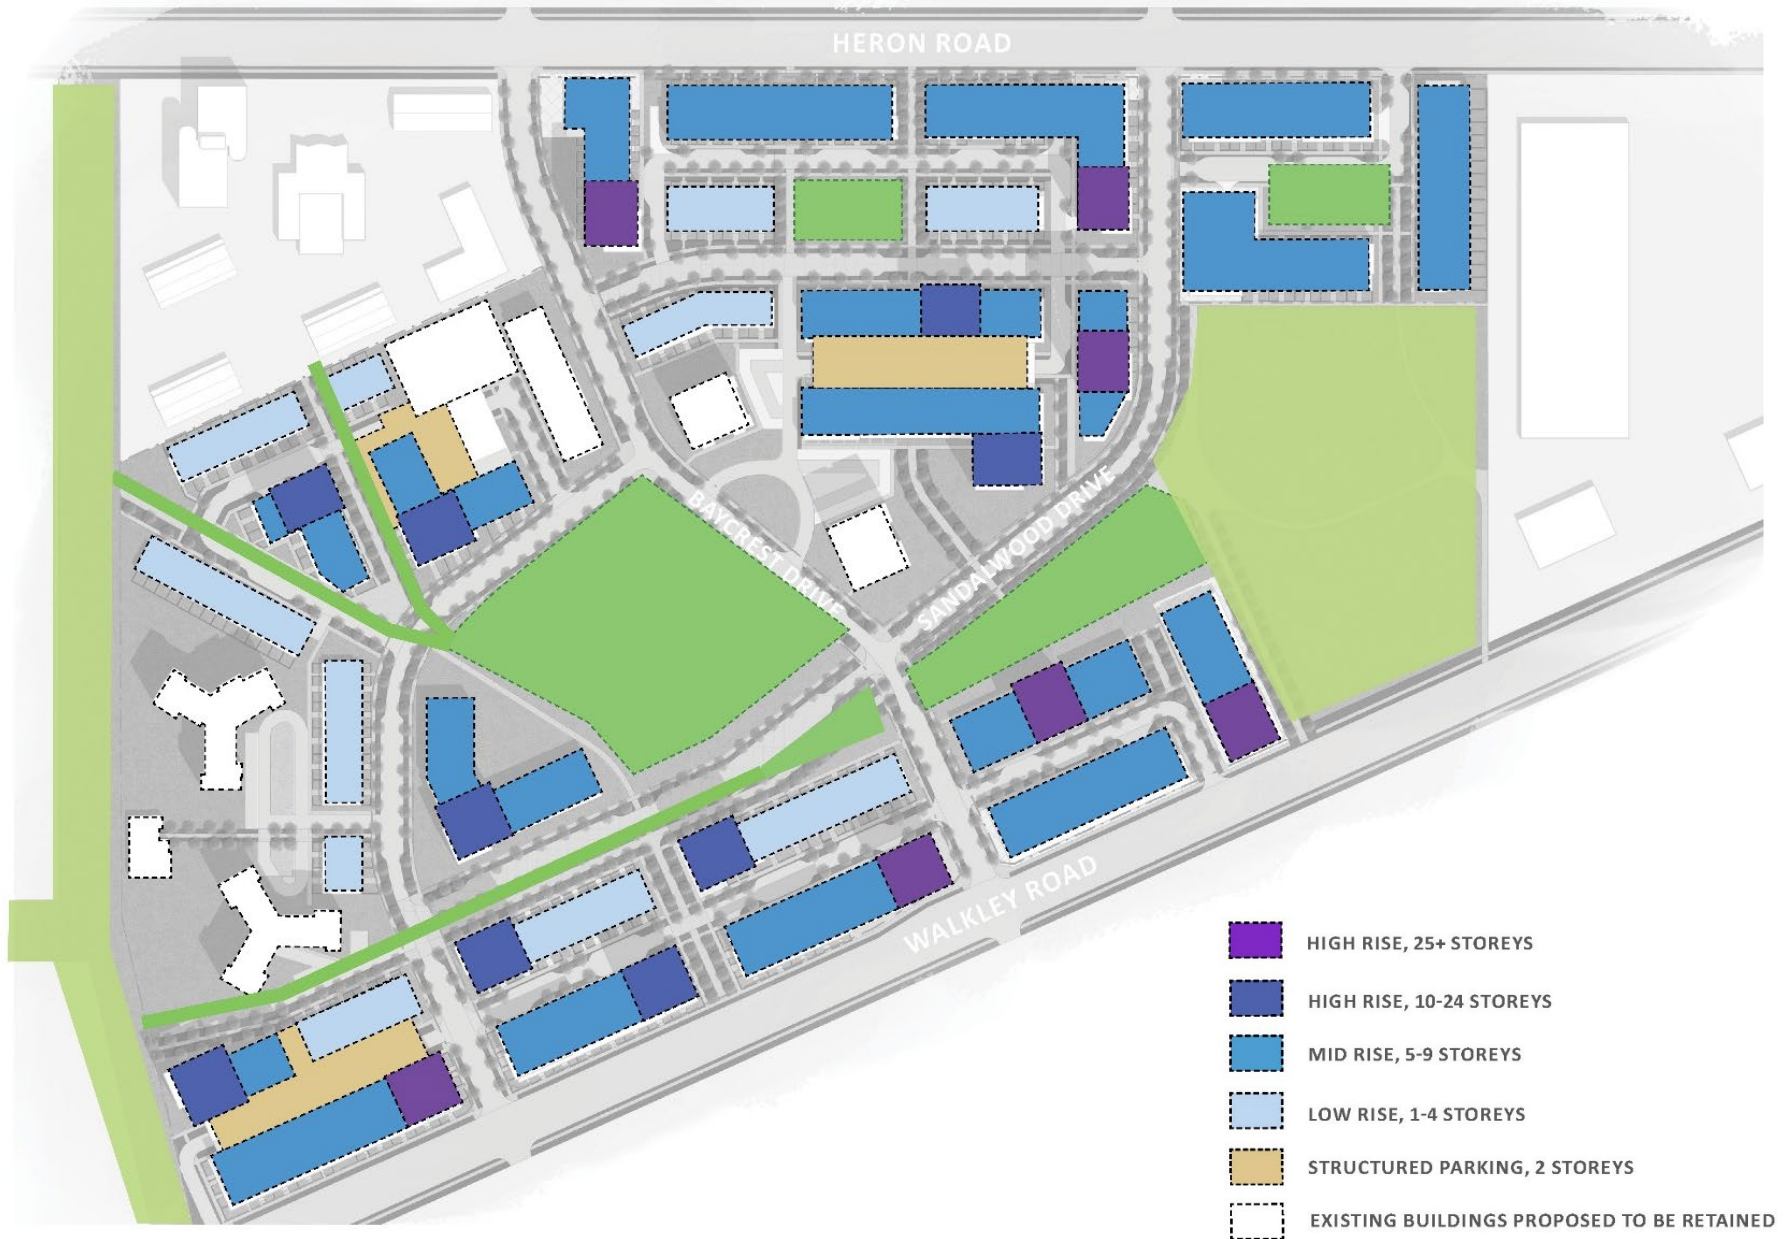 HERON ROAD
BAYCREST DRIVE
SANDALWOOD DRIVE
WALKLEY ROAD
HIGH RISE, 25+ STOREYS
HIGH RISE, 10-24 STOREYS
MID RISE, 5-9 STOREYS
LOW RISE, 1-4 STOREYS
STRUCTURED PARKING, 2 STOREYS
EXISTING BUILDINGS PROPOSED TO BE RETAINED